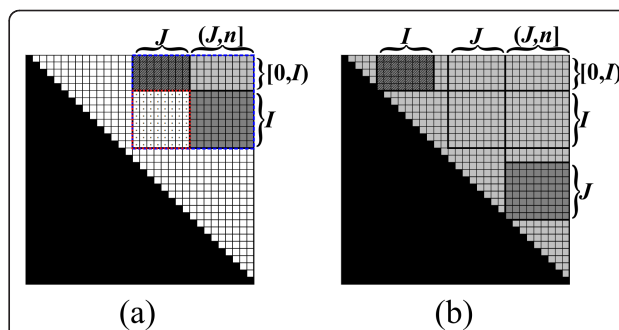 J (J,n]
[0,I)
I
(a)
I J (J,n]
[0,I)
I
J
(b)